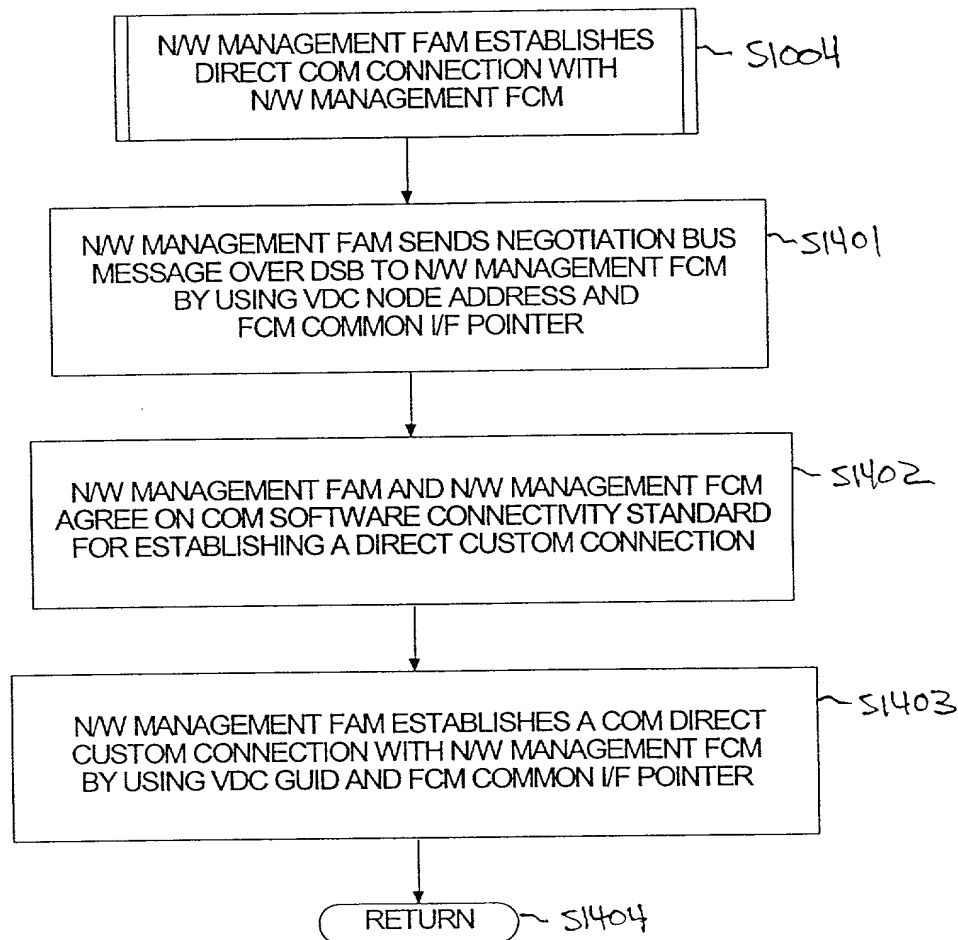 N/W MANAGEMENT FAM ESTABLISHES
DIRECT COM CONNECTION WITH
N/W MANAGEMENT FCM
S1004
N/W MANAGEMENT FAM SENDS NEGOTIATION BUS
MESSAGE OVER DSB TO N/W MANAGEMENT FCM
BY USING VDC NODE ADDRESS AND
FCM COMMON I/F POINTER
S1401
N/W MANAGEMENT FAM AND N/W MANAGEMENT FCM
AGREE ON COM SOFTWARE CONNECTIVITY STANDARD
FOR ESTABLISHING A DIRECT CUSTOM CONNECTION
S1402
N/W MANAGEMENT FAM ESTABLISHES A COM DIRECT
CUSTOM CONNECTION WITH N/W MANAGEMENT FCM
BY USING VDC GUID AND FCM COMMON I/F POINTER
S1403
RETURN
S1404